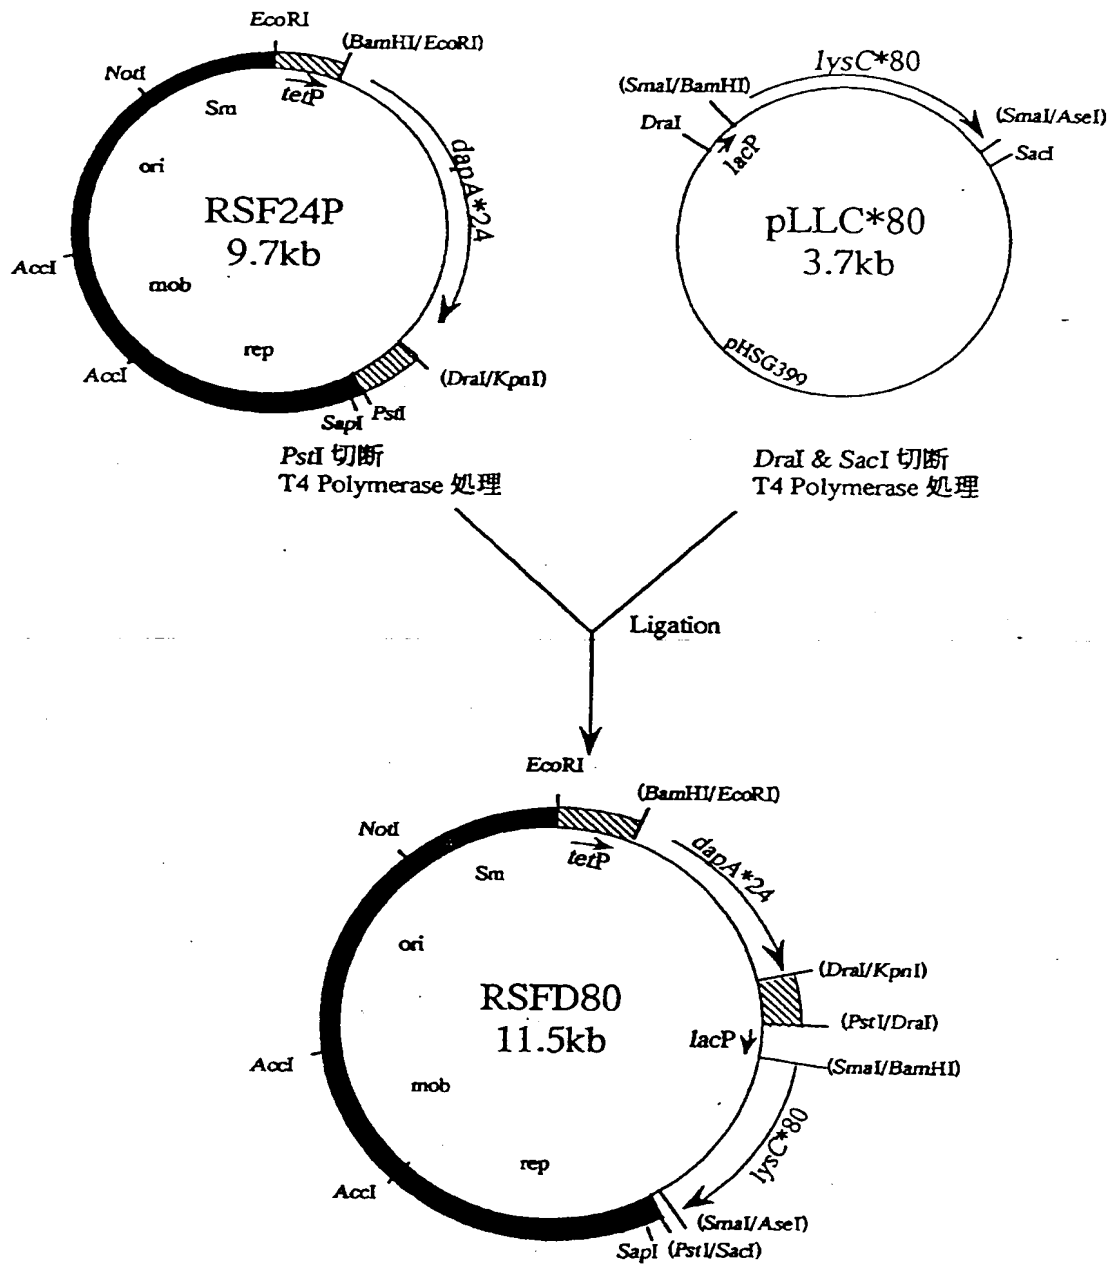 EcoRI
(BamHI/EcoRI)
NotI
Sm
tetP
ori
dapA*24
RSF24P
9.7kb
AccI
mob
rep
AccI
(DraI/KpnI)
SapI
PstI
PstI 切断
T4 Polymerase 処理
lysC*80
(SmaI/BamHI)
(SmaI/AseI)
DraI
SacI
lacP
pLLC*80
3.7kb
pHSG399
DraI & SacI 切断
T4 Polymerase 処理
Ligation
EcoRI
(BamHI/EcoRI)
NotI
tetP
dapA*24
Sm
ori
(DraI/KpnI)
RSFD80
11.5kb
(PstI/DraI)
lacP
AccI
(SmaI/BamHI)
mob
lysC*80
rep
AccI
(SmaI/AseI)
SapI (PstI/SacI)